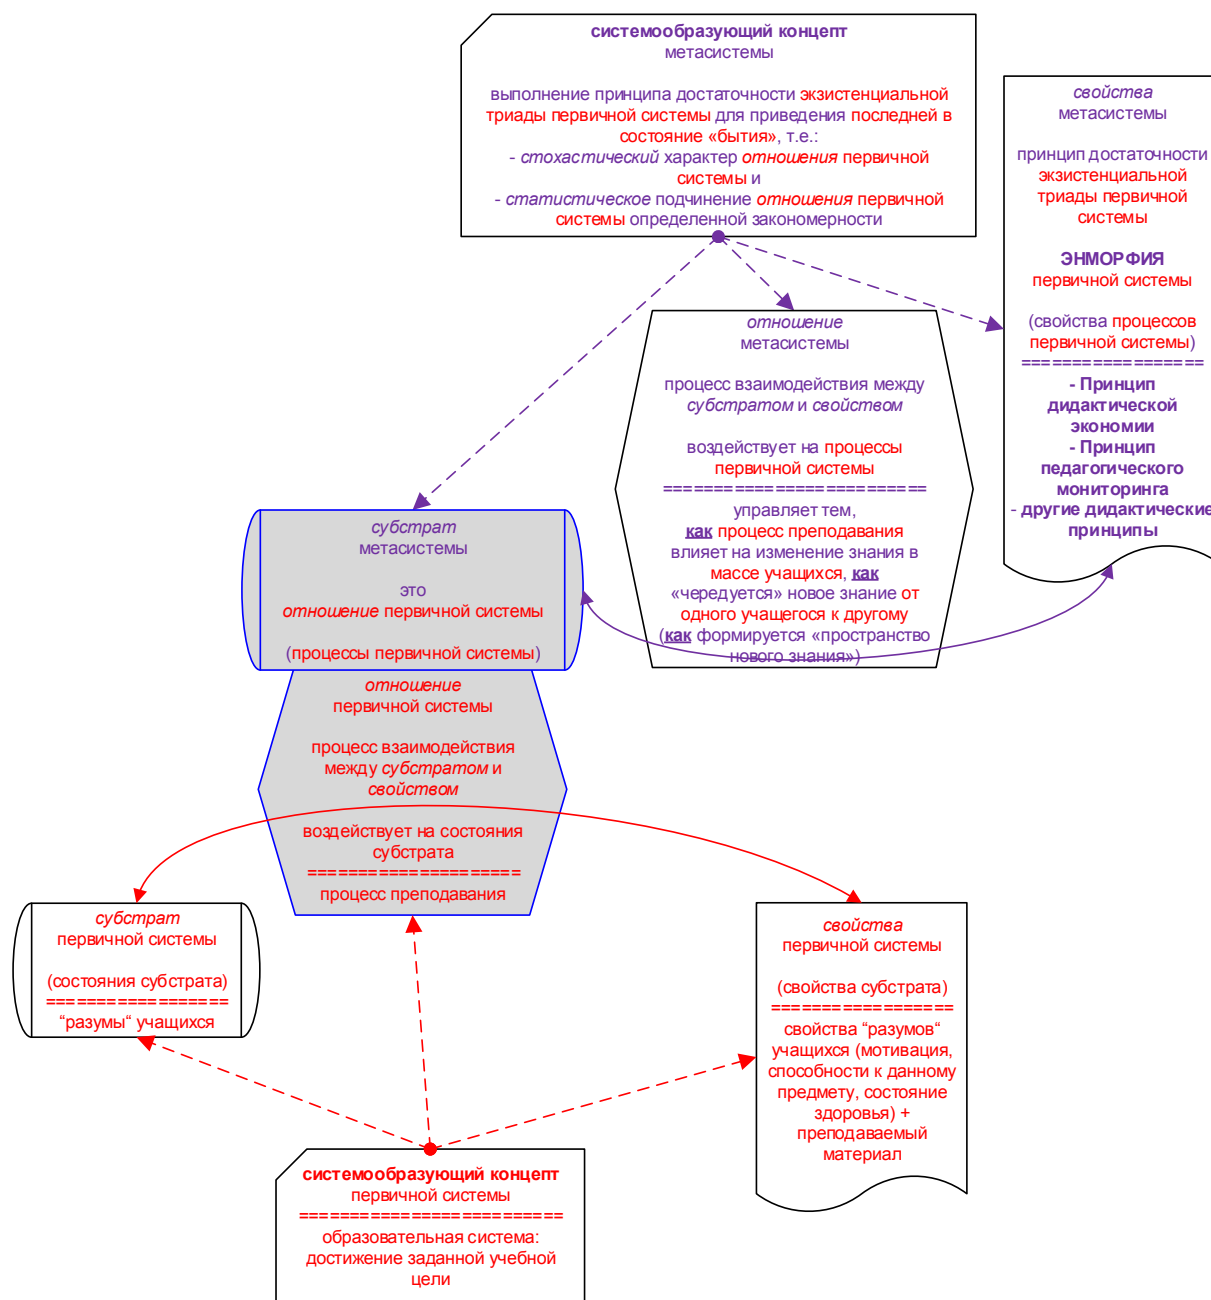 системообразующий концепт
метасистемы
выполнение принципа достаточности экзистенциальной
триады первичной системы для приведения последней в
состояние «бытия», т.е.:
- стохастический характер отношения первичной
системы и
- статистическое подчинение отношения первичной
системы определенной закономерности
свойства
метасистемы
принцип достаточности
экзистенциальной
триады первичной
системы
ЭНМОРФИЯ
первичной системы
(свойства процессов
первичной системы)
==================
- Принцип
дидактической
экономии
- Принцип
педагогического
мониторинга
- другие дидактические
принципы
отношение
метасистемы
процесс взаимодействия между
субстратом и свойством
воздействует на процессы
первичной системы
==========================
управляет тем,
как процесс преподавания
влияет на изменение знания в
массе учащихся, как
«чередуется» новое знание от
одного учащегося к другому
(как формируется «пространство
нового знания»)
субстрат
метасистемы
это
отношение первичной системы
(процессы первичной системы)
отношение
первичной системы
процесс взаимодействия
между субстратом и
свойством
воздействует на состояния
субстрата
=====================
процесс преподавания
субстрат
первичной системы
(состояния субстрата)
==================
“разумы“ учащихся
свойства
первичной системы
(свойства субстрата)
==================
свойства “разумов“
учащихся (мотивация,
способности к данному
предмету, состояние
здоровья) +
преподаваемый
материал
системообразующий концепт
первичной системы
==========================
образовательная система:
достижение заданной учебной
цели